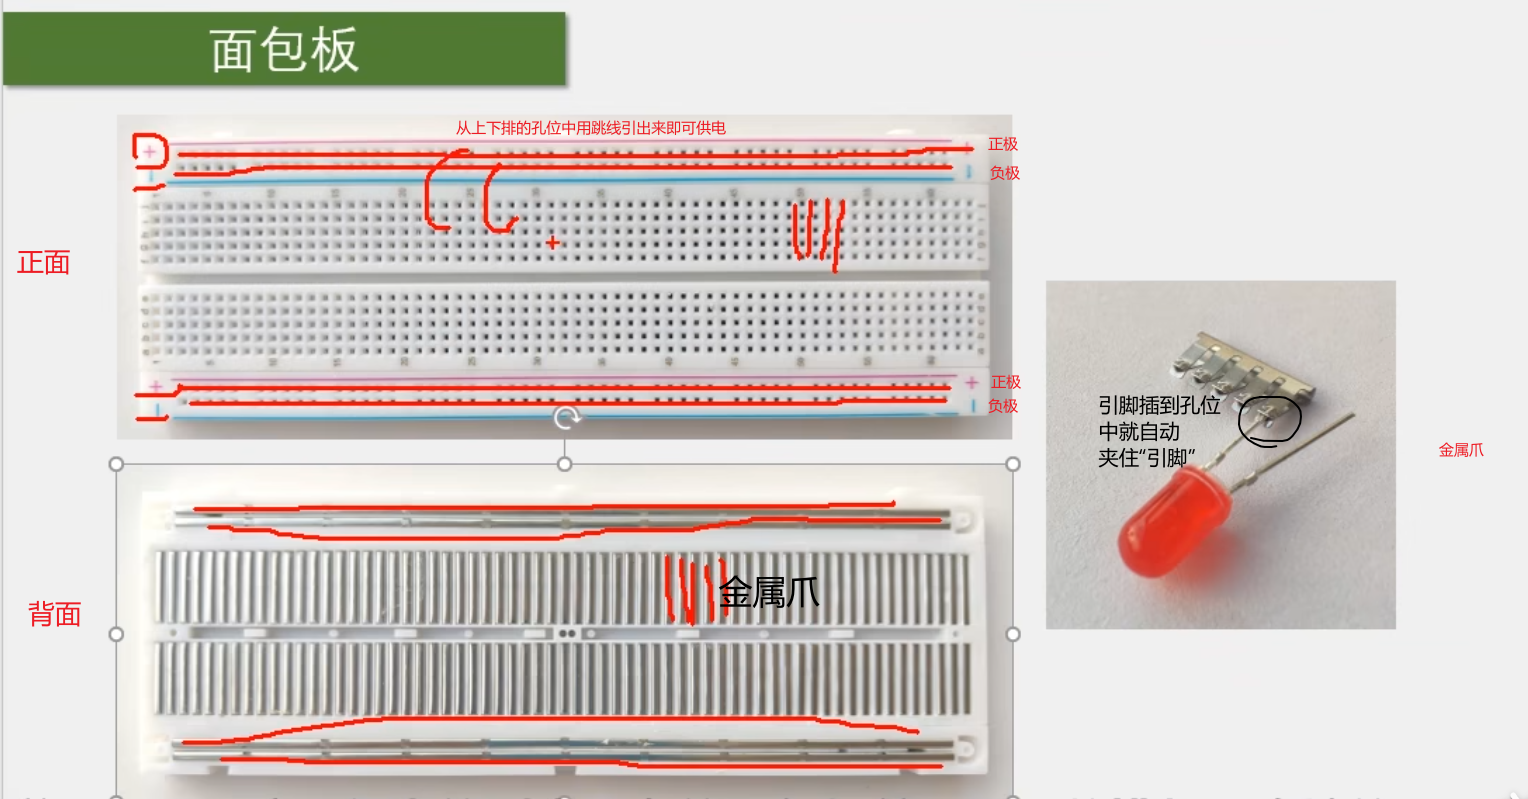 面包板
从上下排的孔位中用跳线引出来即可供电
正极
负极
正面
正极
负极
引脚插到孔位
中就自动
夹住“引脚”
金属爪
金属爪
背面